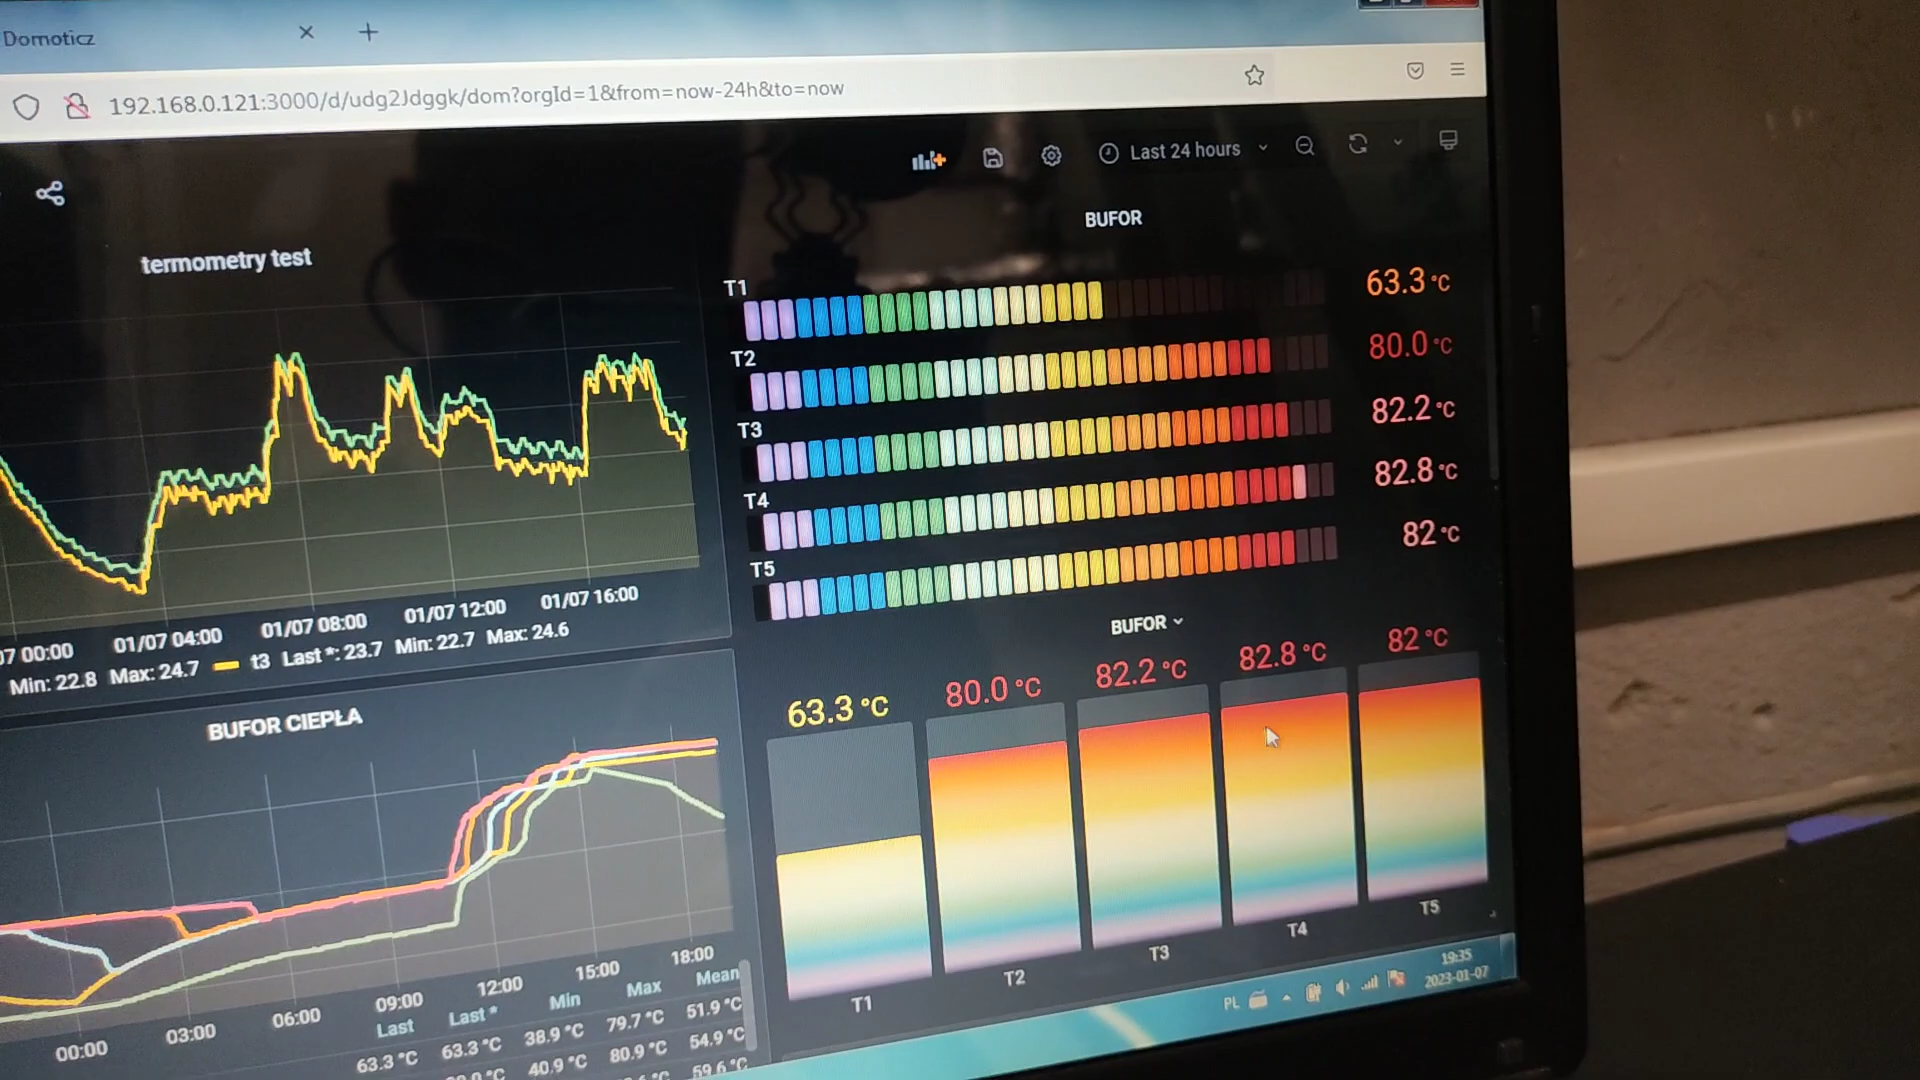 Domoticz
192.168.0.121:3000/d/udg2Jdggk/dom?orgId=1&from=now-24h&to=now
Last 24 hours
termometry test
01/07 04:00 01/07 08:00 01/07 12:00 01/07 16:00
Min: 22.8 Max: 24.7 t3 Last *: 23.7 Min: 22.7 Max: 24.6
BUFOR
T1 63.3 °C
T2 80.0 °C
T3 82.2 °C
T4 82.8 °C
T5 82 °C
BUFOR
63.3 °C 80.0 °C 82.2 °C 82.8 °C 82 °C
T1 T2 T3 T4 T5
BUFOR CIEPŁA
00:00 03:00 06:00 09:00 12:00 15:00 18:00
Last Last * Min Max Mean
63.3 °C 63.3 °C 38.9 °C 79.7 °C 51.9 °C
40.9 °C 80.9 °C 54.9 °C
59.6 °C
PL
19:35
2023-01-07